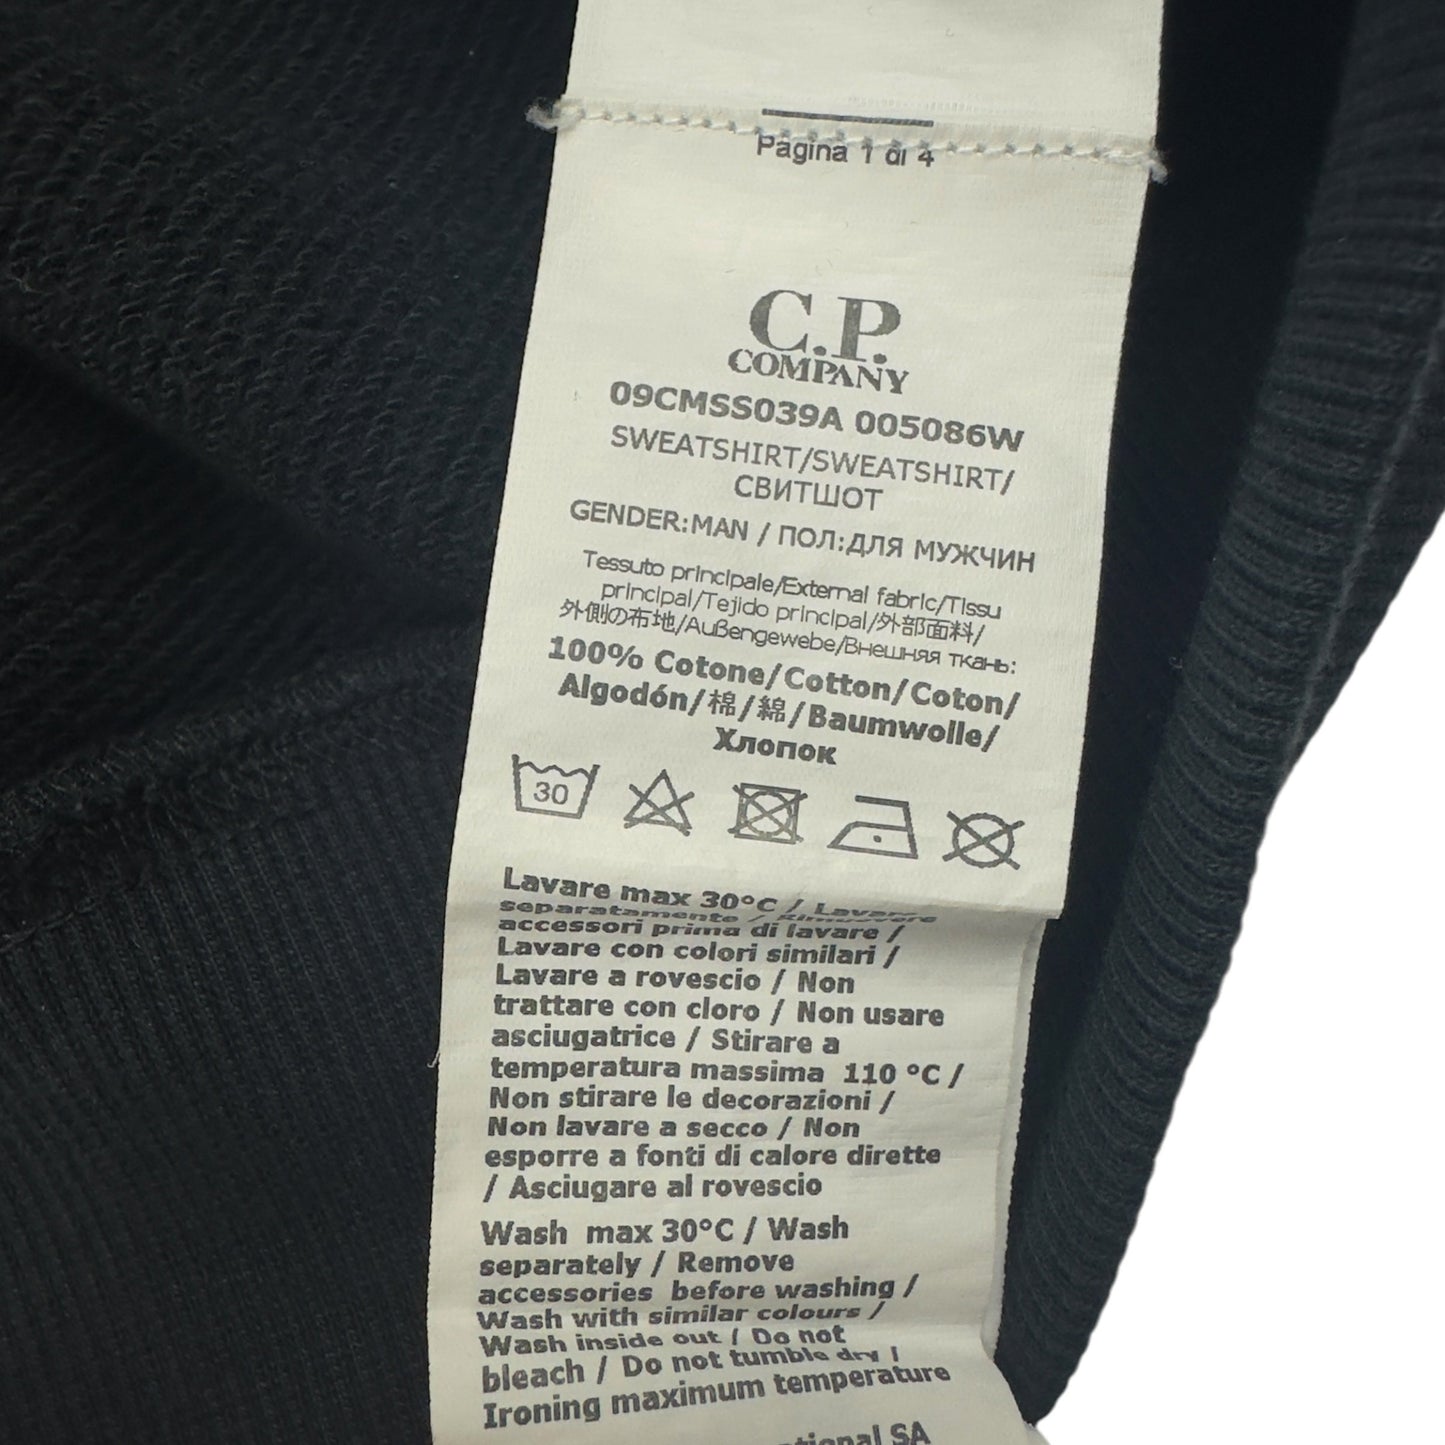 Pagina 1 di 4
C.P.
COMPANY
09CMSS039A 005086W
SWEATSHIRT/SWEATSHIRT/
СВИТШОТ
GENDER:MAN / ПОЛ:ДЛЯ МУЖЧИН
Tessuto principale/External fabric/Tissu
principal/Tejido principal/外部面料/
外側の布地/Außengewebe/Внешняя ткань:
100% Cotone/Cotton/Coton/
Algodón/棉/綿/Baumwolle/
Хлопок
30
Lavare max 30°C / Lavare
separatamente / Rimuovere
accessori prima di lavare /
Lavare con colori similari /
Lavare a rovescio / Non
trattare con cloro / Non usare
asciugatrice / Stirare a
temperatura massima 110 °C /
Non stirare le decorazioni /
Non lavare a secco / Non
esporre a fonti di calore dirette
/ Asciugare al rovescio
Wash max 30°C / Wash
separately / Remove
accessories before washing /
Wash with similar colours /
Wash inside out / Do not
bleach / Do not tumble dry /
Ironing maximum temperature
SA